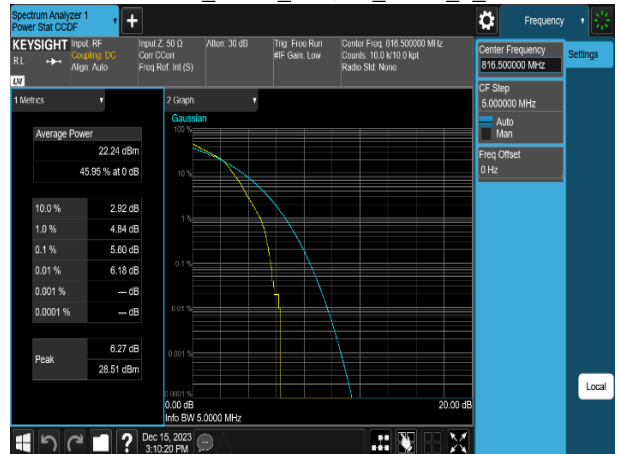 Spectrum Analyzer 1
Power Stat CCDF
Frequency
KEYSIGHT
RL
Input: RF
Coupling: DC
Align: Auto
Input Z: 50 Ω
Corr CCorr
Freq Ref: Int (S)
Atten: 30 dB
Trig: Free Run
#IF Gain: Low
Center Freq: 816.500000 MHz
Counts: 10.0 k/10.0 kpt
Radio Std: None
Center Frequency
816.500000 MHz
Settings
CF Step
5.000000 MHz
Auto
Man
Freq Offset
0 Hz
1 Metrics
2 Graph
Gaussian
Average Power
22.24 dBm
45.95 % at 0 dB
10.0 % 2.92 dB
1.0 % 4.84 dB
0.1 % 5.60 dB
0.01 % 6.18 dB
0.001 % --- dB
0.0001 % --- dB
Peak
6.27 dB
28.51 dBm
100 %
10 %
1 %
0.1 %
0.01 %
0.001 %
0.0001 %
0.00 dB
20.00 dB
Info BW 5.0000 MHz
Local
?
Dec 15, 2023
3:10:20 PM